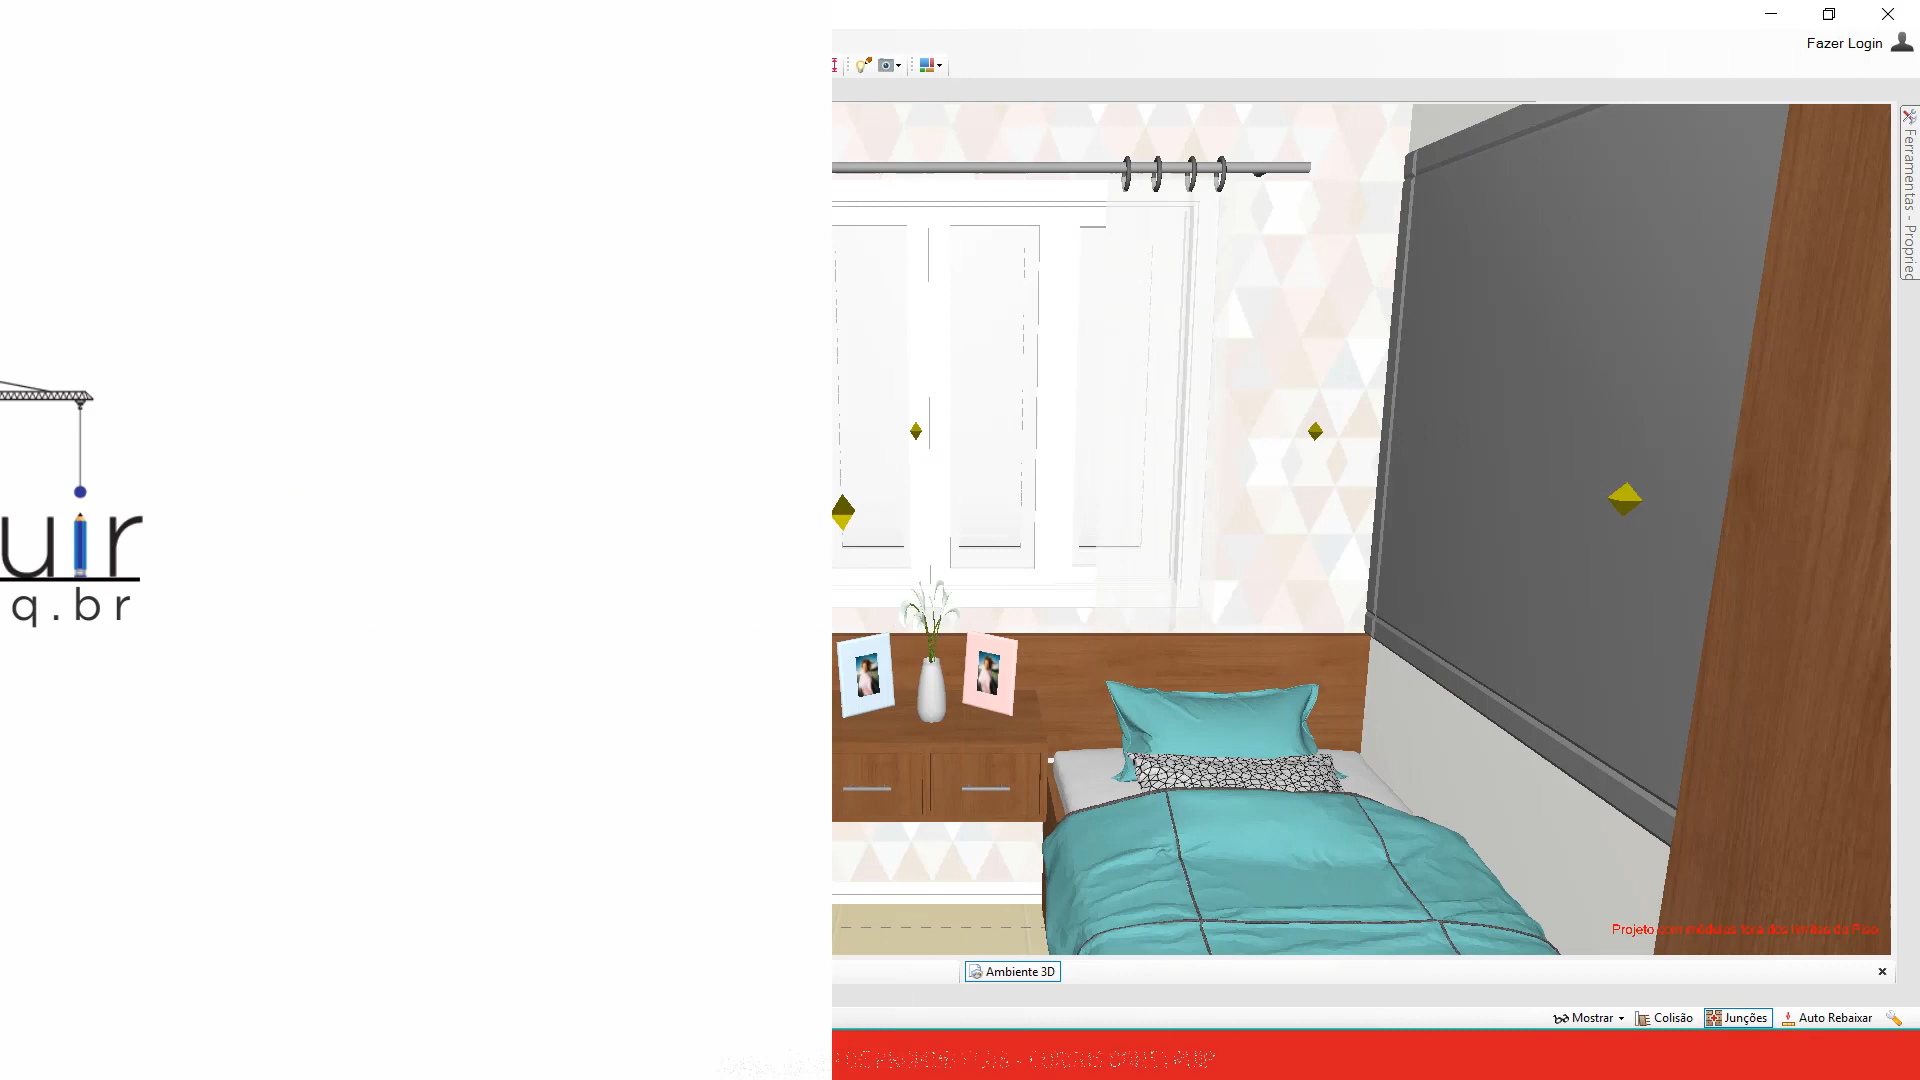 Fazer Login
Ferramentas - Propried
uir
q.br
Projeto com módulos fora dos limites do Piso
Ambiente 3D
Mostrar
Colisão
Junções
Auto Rebaixar